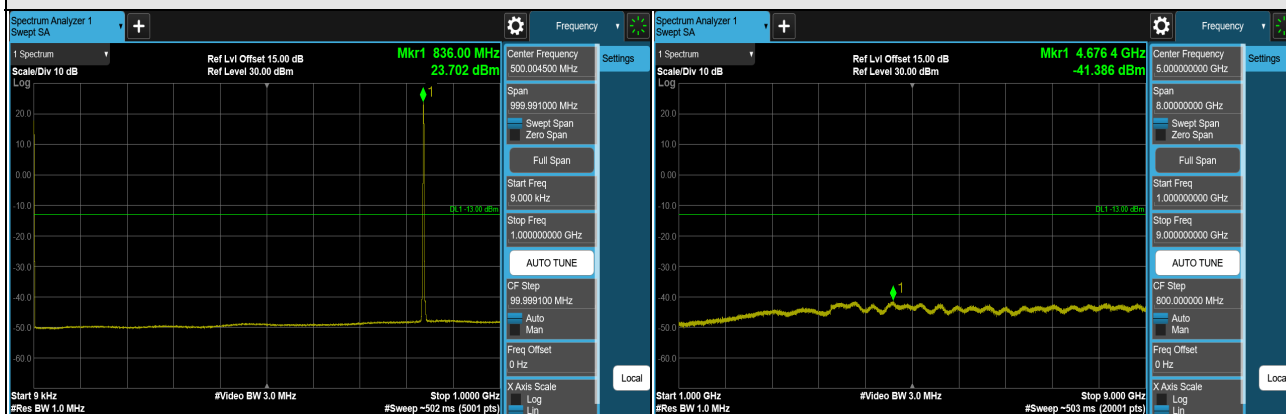 Spectrum Analyzer 1
Swept SA
+
Frequency
1 Spectrum
Scale/Div 10 dB
Log
Ref Lvl Offset 15.00 dB
Ref Level 30.00 dBm
Mkr1 836.00 MHz
23.702 dBm
1
20.0
10.0
0.00
-10.0
-20.0
-30.0
-40.0
-50.0
-60.0
DL1 -13.00 dBm
Start 9 kHz
#Res BW 1.0 MHz
#Video BW 3.0 MHz
Stop 1.0000 GHz
#Sweep ~502 ms (5001 pts)
Center Frequency
500.004500 MHz
Span
999.991000 MHz
Swept Span
Zero Span
Full Span
Start Freq
9.000 kHz
Stop Freq
1.000000000 GHz
AUTO TUNE
CF Step
99.999100 MHz
Auto
Man
Freq Offset
0 Hz
X Axis Scale
Log
Lin
Settings
Local
Spectrum Analyzer 1
Swept SA
+
Frequency
1 Spectrum
Scale/Div 10 dB
Log
Ref Lvl Offset 15.00 dB
Ref Level 30.00 dBm
Mkr1 4.676 4 GHz
-41.386 dBm
1
20.0
10.0
0.00
-10.0
-20.0
-30.0
-40.0
-50.0
-60.0
DL1 -13.00 dBm
Start 1.000 GHz
#Res BW 1.0 MHz
#Video BW 3.0 MHz
Stop 9.000 GHz
#Sweep ~503 ms (20001 pts)
Center Frequency
5.00000000 GHz
Span
8.00000000 GHz
Swept Span
Zero Span
Full Span
Start Freq
1.00000000 GHz
Stop Freq
9.00000000 GHz
AUTO TUNE
CF Step
800.000000 MHz
Auto
Man
Freq Offset
0 Hz
X Axis Scale
Log
Lin
Settings
Local